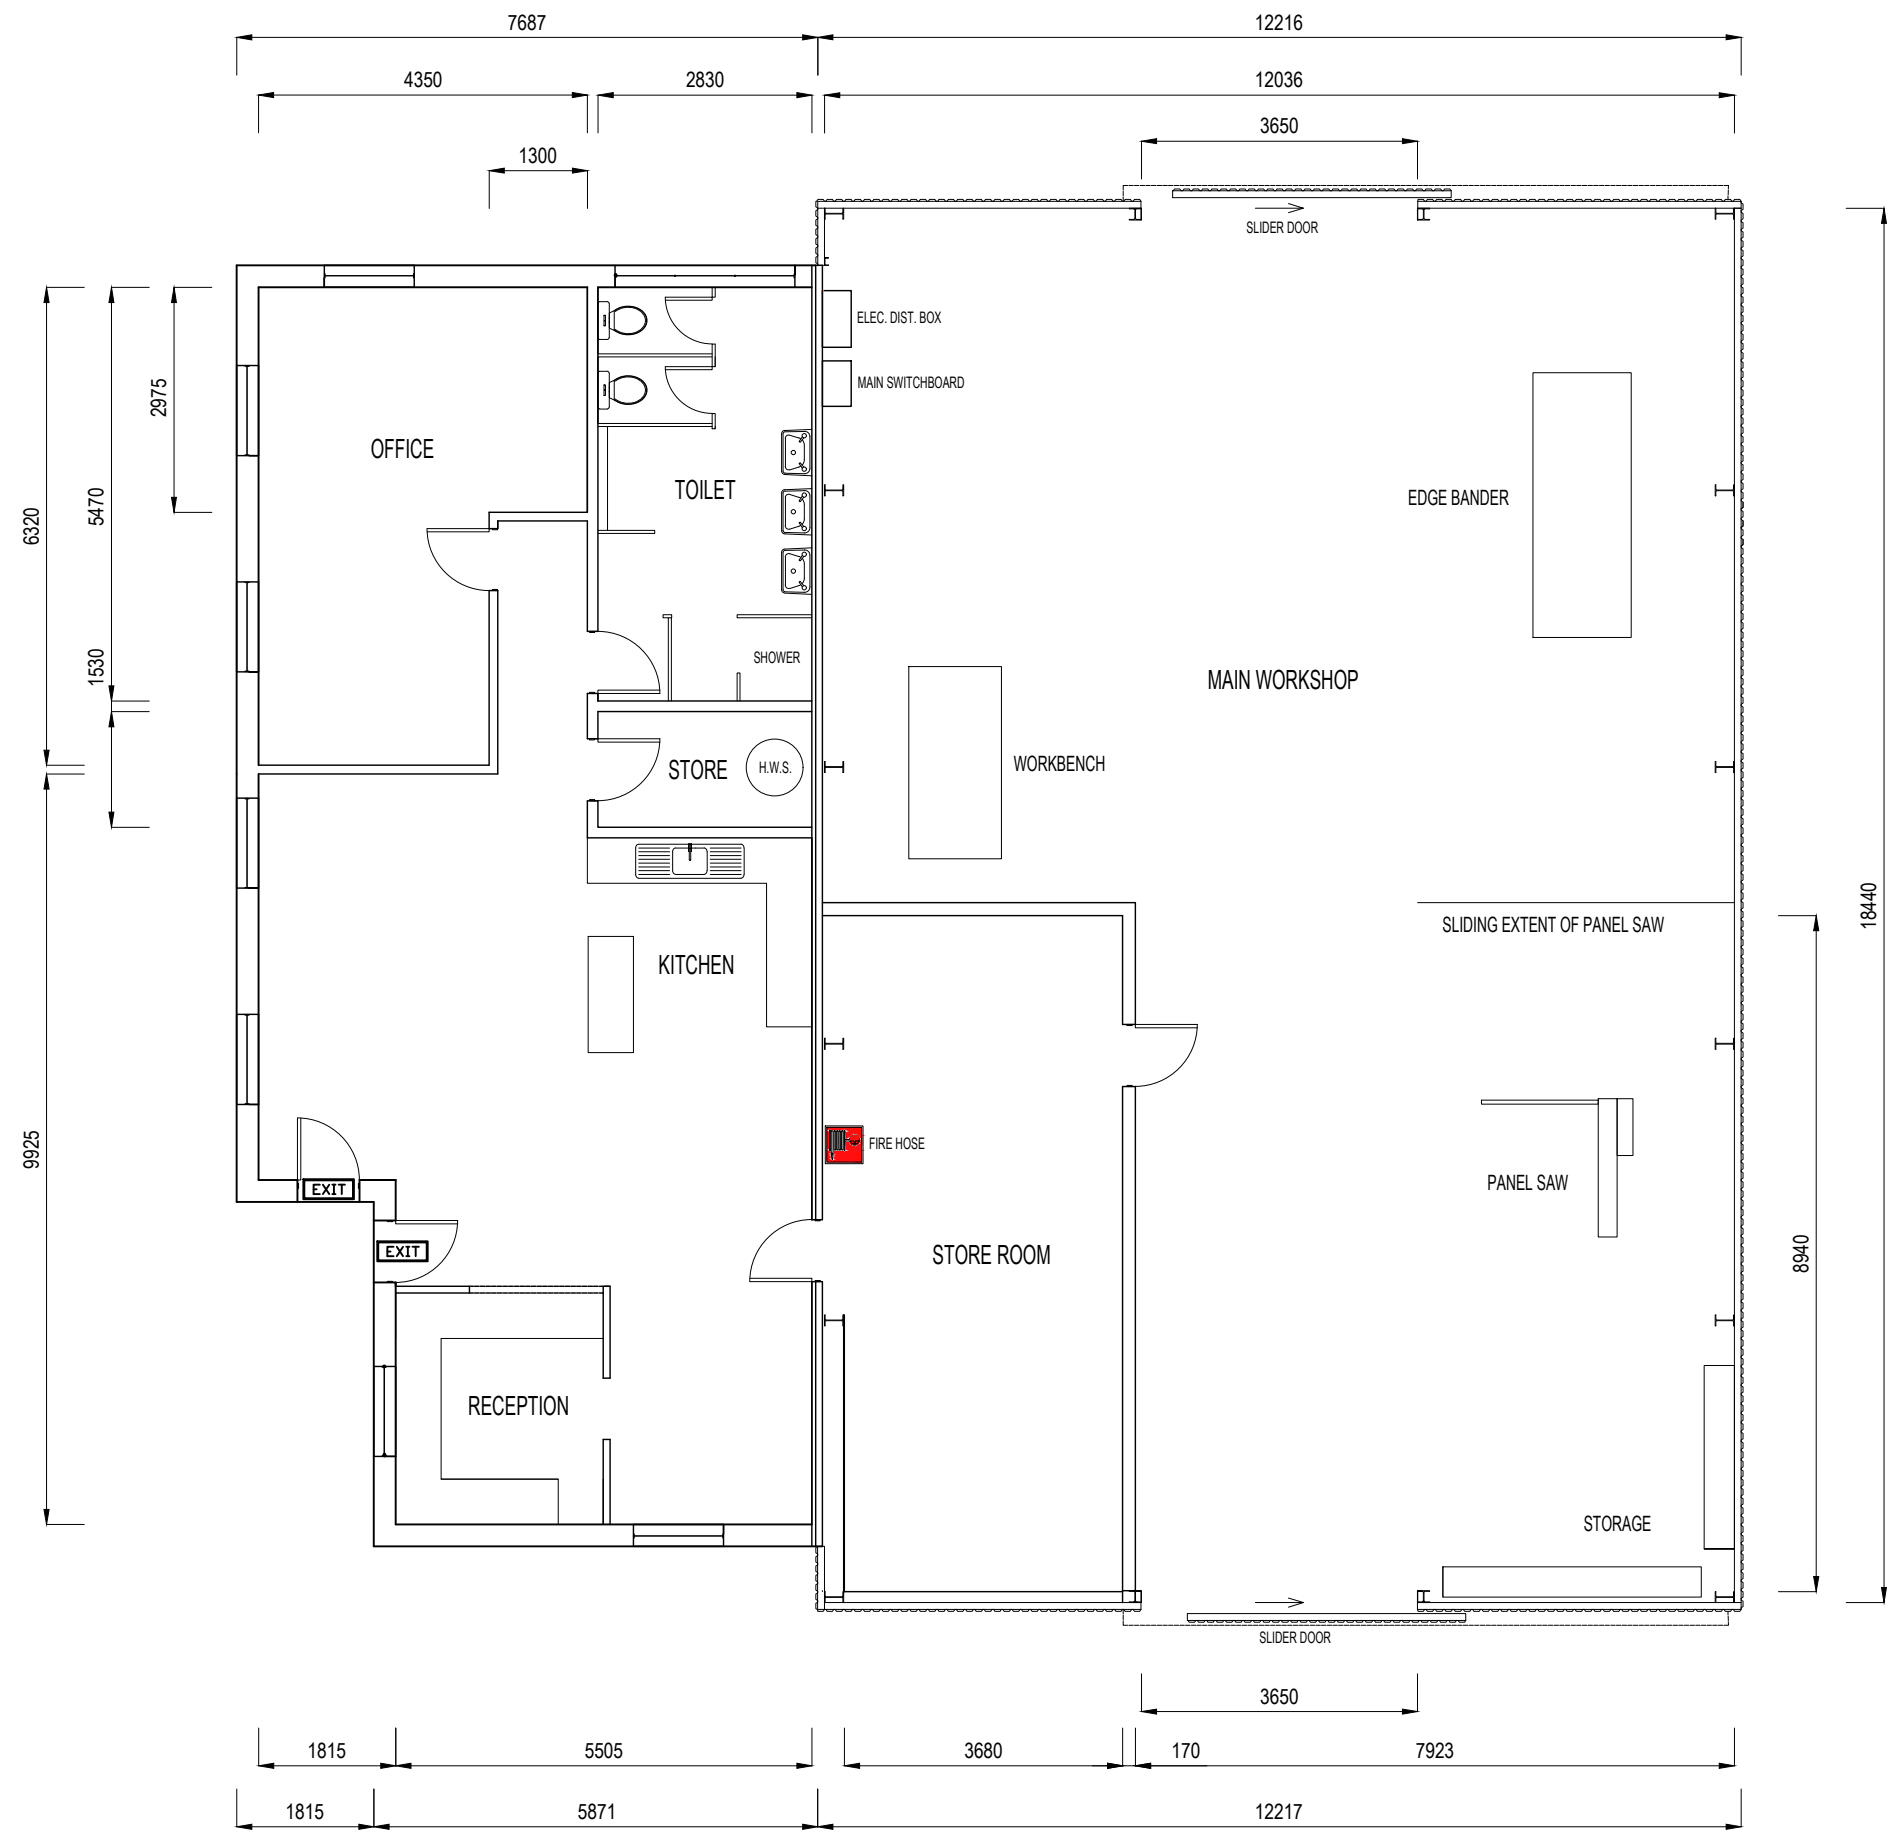 7687
12216
4350
2830
12036
3650
1300
SLIDER DOOR
ELEC. DIST. BOX
MAIN SWITCHBOARD
2975
OFFICE
TOILET
EDGE BANDER
6320
5470
1530
SHOWER
MAIN WORKSHOP
STORE
H.W.S.
WORKBENCH
18440
SLIDING EXTENT OF PANEL SAW
KITCHEN
9925
FIRE HOSE
PANEL SAW
EXIT
EXIT
STORE ROOM
8940
RECEPTION
STORAGE
SLIDER DOOR
3650
1815
5505
3680
170
7923
1815
5871
12217